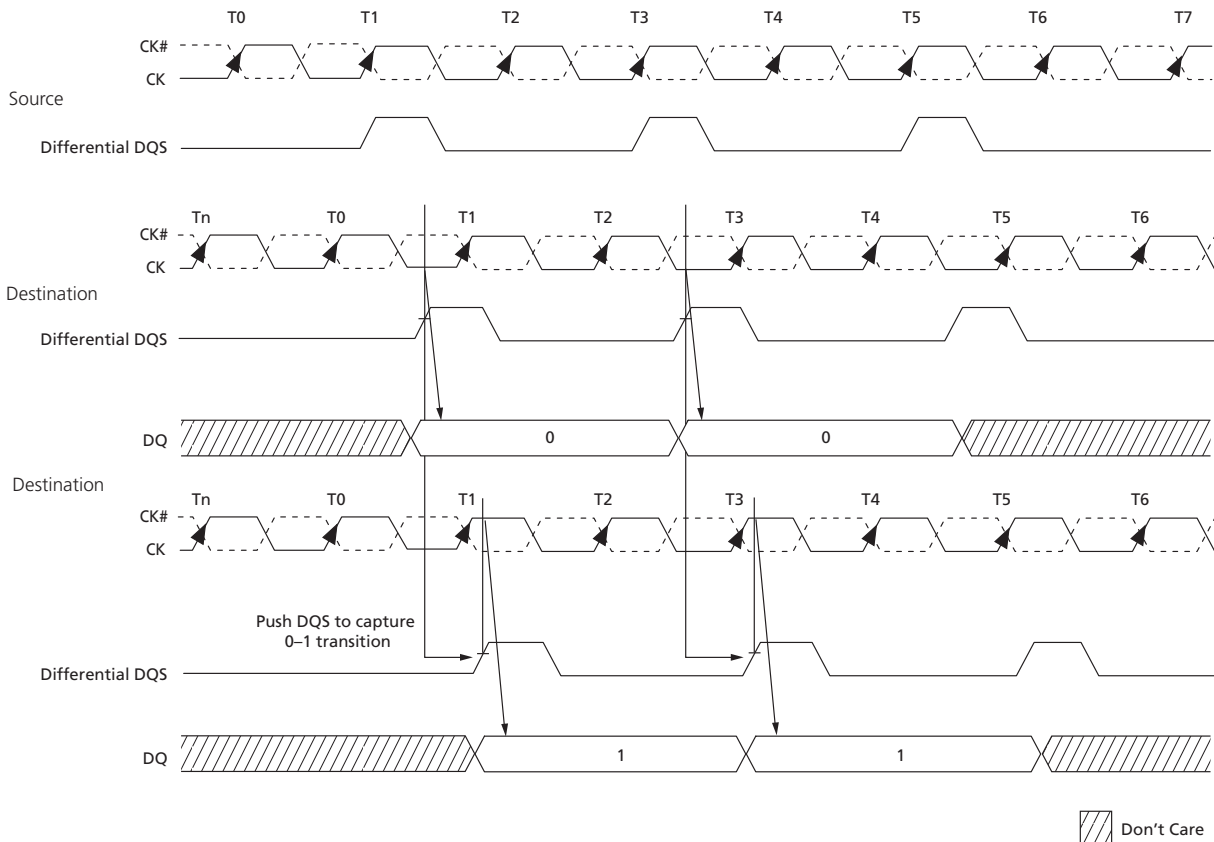 T0 T1 T2 T3 T4 T5 T6 T7
CK#
CK
Source
Differential DQS
Tn T0 T1 T2 T3 T4 T5 T6
CK#
CK
Destination
Differential DQS
DQ 0 0
Destination
Tn T0 T1 T2 T3 T4 T5 T6
CK#
CK
Push DQS to capture
0–1 transition
Differential DQS
DQ 1 1
Don't Care